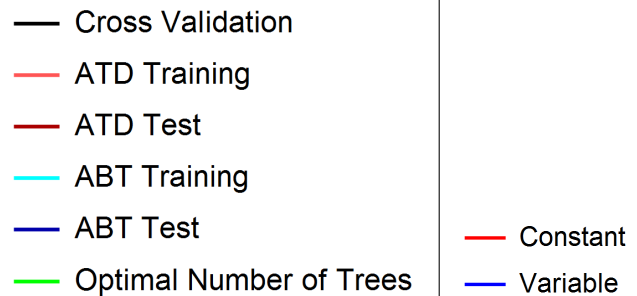 Cross Validation
ATD Training
ATD Test
ABT Training
ABT Test
Optimal Number of Trees
Constant
Variable